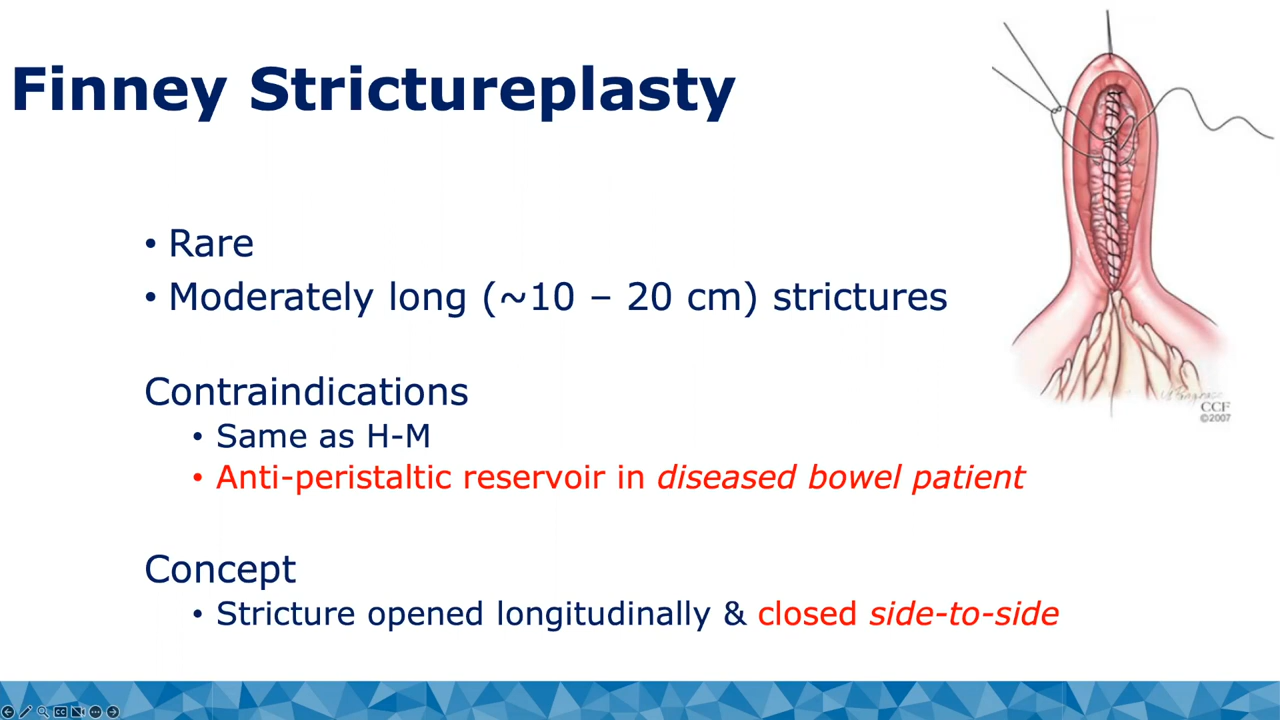 Finney Strictureplasty
• Rare
• Moderately long (~10 – 20 cm) strictures
Contraindications
• Same as H-M
• Anti-peristaltic reservoir in diseased bowel patient
Concept
• Stricture opened longitudinally & closed side-to-side
CCF
©2007
CC